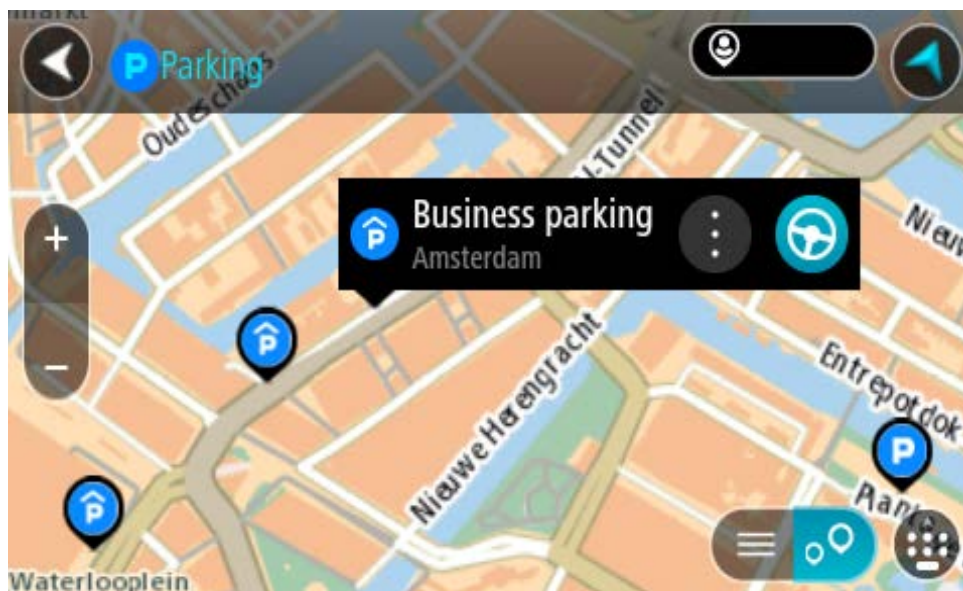 Parking
Oudeschans
Business parking
Amsterdam
Nieuwe Herengracht
Entrepotdok
Waterlooplein